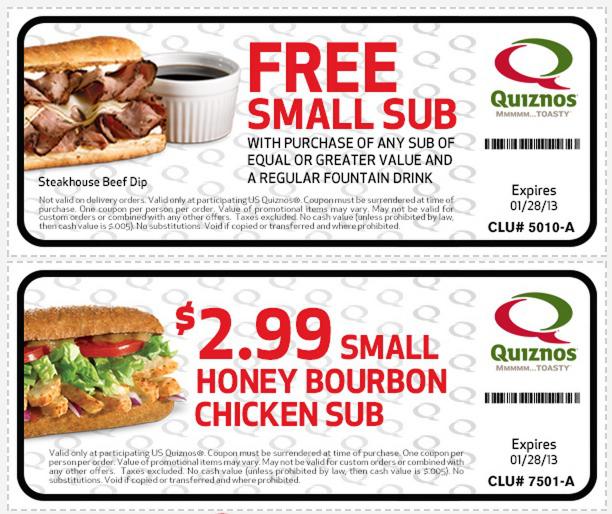 FREE
SMALL SUB
WITH PURCHASE OF ANY SUB OF
EQUAL OR GREATER VALUE AND
A REGULAR FOUNTAIN DRINK
Steakhouse Beef Dip
Not valid on delivery orders. Valid only at participating US Quiznos®. Coupon must be surrendered at time of
purchase. One coupon per person per order. Value of promotional items may vary. May not be valid for
custom orders or combined with any other offers. Taxes excluded. No cash value (unless prohibited by law,
then cash value is $.005). No substitutions. Void if copied or transferred and where prohibited.
QUIZNOS
MMMMM...TOASTY
Expires
01/28/13
CLU# 5010-A
$2.99 SMALL
HONEY BOURBON
CHICKEN SUB
Valid only at participating US Quiznos®. Coupon must be surrendered at time of purchase. One coupon per
person per order. Value of promotional items may vary. May not be valid for custom orders or combined with
any other offers. Taxes excluded. No cash value (unless prohibited by law, then cash value is $.005). No
substitutions. Void if copied or transferred and where prohibited.
QUIZNOS
MMMMM...TOASTY
Expires
01/28/13
CLU# 7501-A